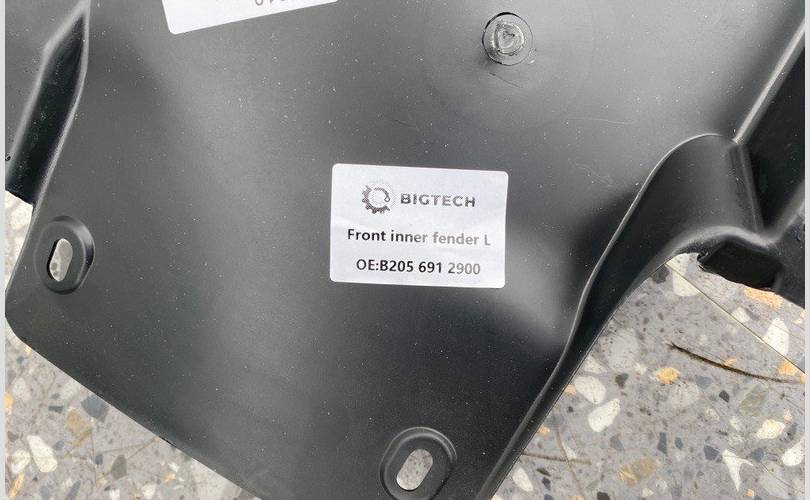 BIGTECH
Front inner fender L
OE:B205 691 2900